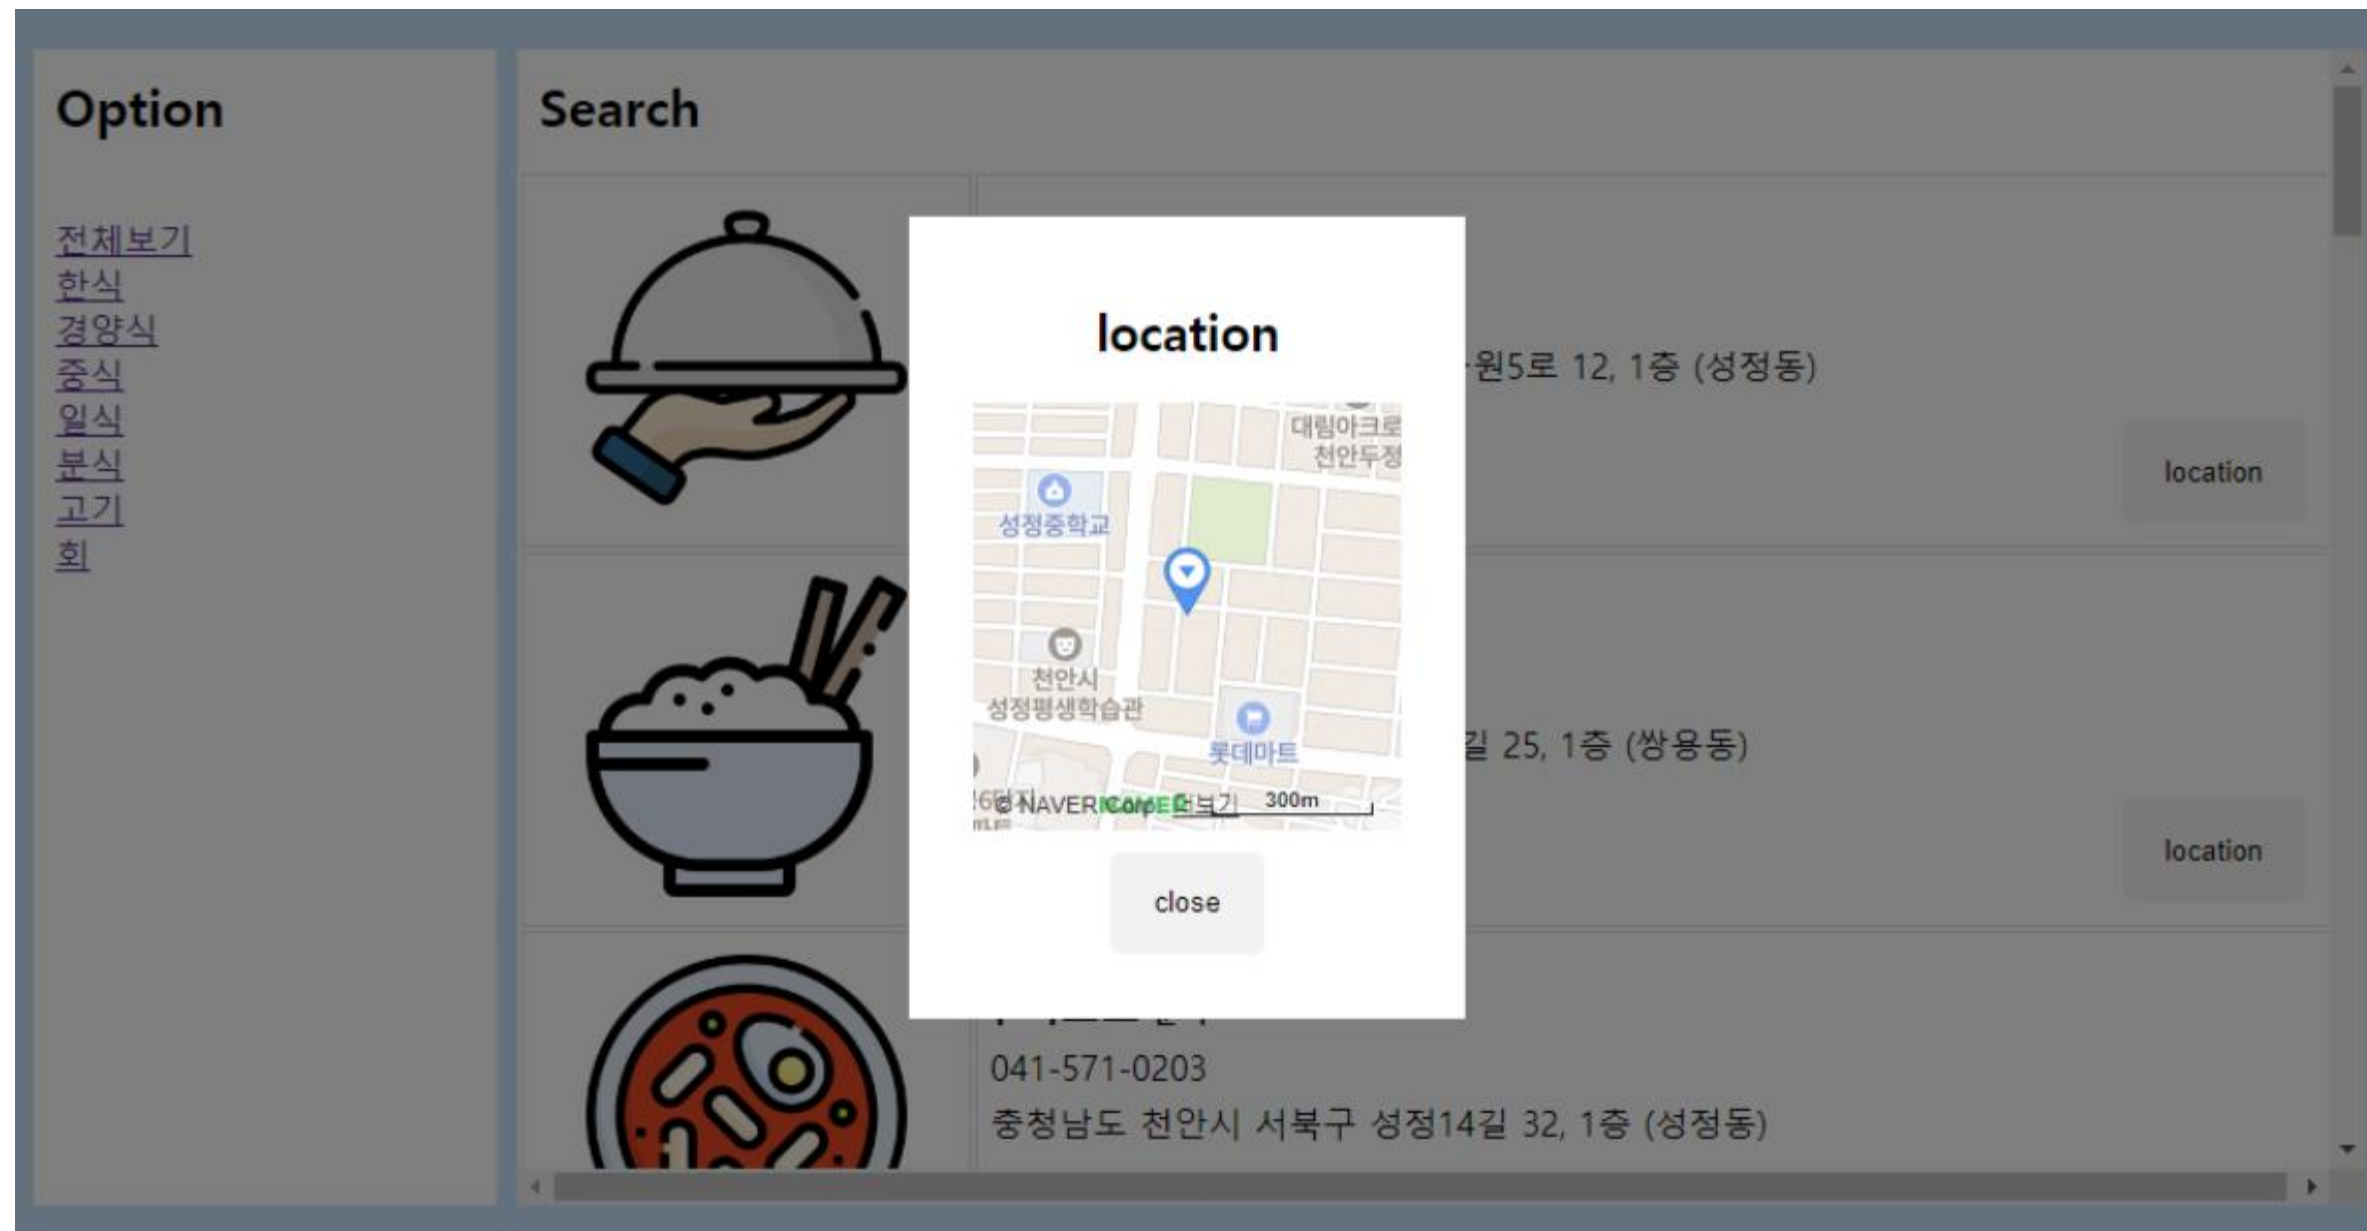 Option
전체보기
한식
경양식
중식
일식
분식
고기
회
Search
원5로 12, 1층 (성정동)
location
길 25, 1층 (쌍용동)
location
041-571-0203
충청남도 천안시 서북구 성정14길 32, 1층 (성정동)
location
대림아크로
천안두정
성정중학교
천안시
성정평생학습관
롯데마트
© NAVER Corp. 더보기
NAVER
300m
close